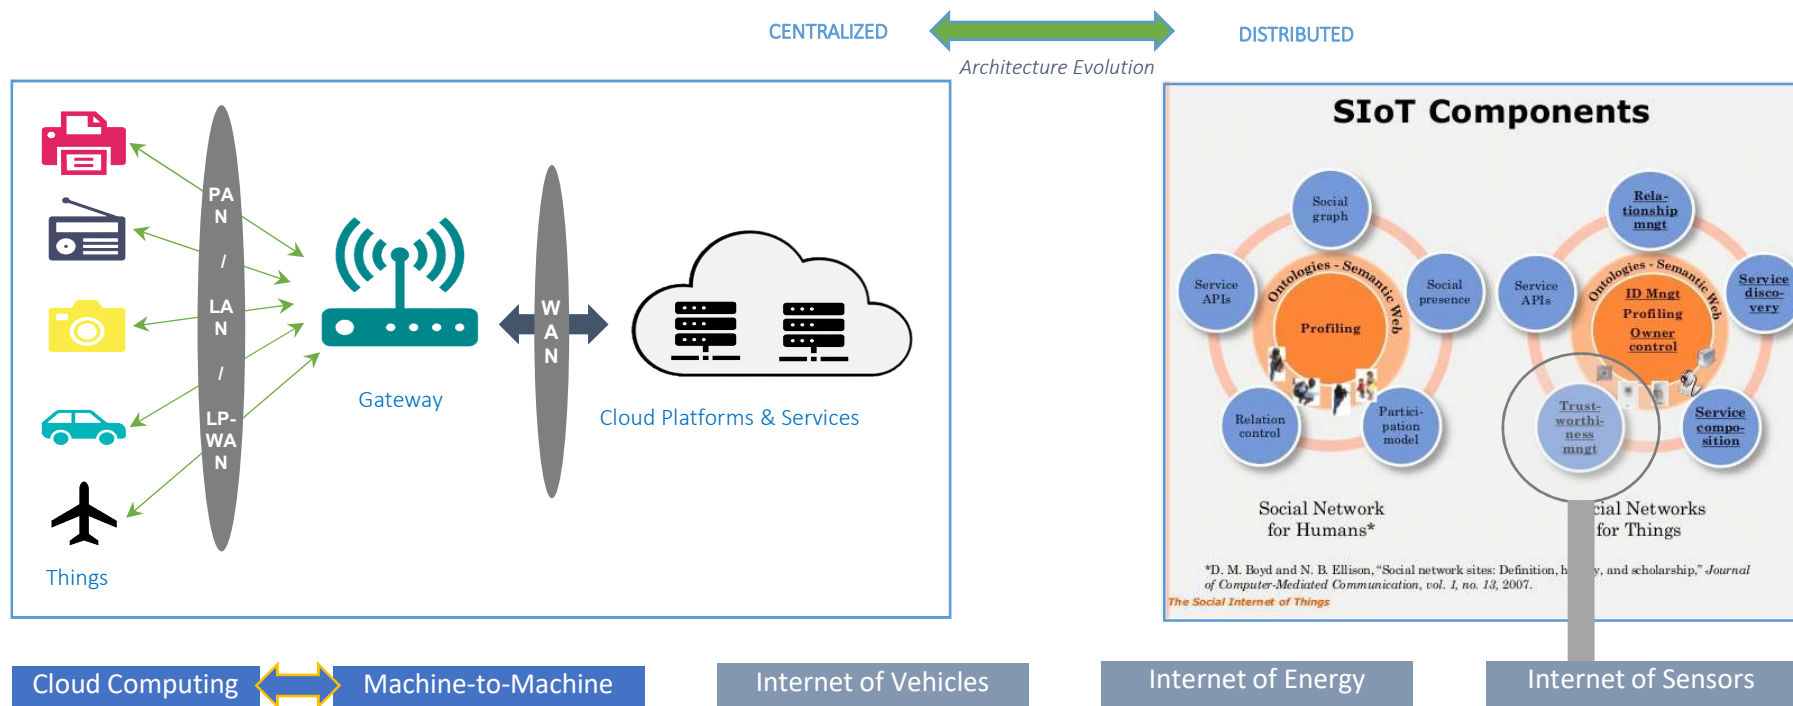 CENTRALIZED
DISTRIBUTED
Architecture Evolution
PA
N
/
LA
N
/
LP-
WA
N
Things
Gateway
W
A
N
Cloud Platforms & Services
SIoT Components
Social
graph
Service
APIs
Social
presence
Ontologies - Semantic Web
Profiling
Relation
control
Partici-
pation
model
Social Network
for Humans*
Rela-
tionship
mngt
Service
APIs
Service
disco-
very
Ontologies - Semantic Web
ID Mngt
Profiling
Owner
control
Trust-
worthi-
ness
mngt
Service
compo-
sition
cial Networks
for Things
*D. M. Boyd and N. B. Ellison, “Social network sites: Definition, h y, and scholarship,” Journal
of Computer-Mediated Communication, vol. 1, no. 13, 2007.
The Social Internet of Things
Cloud Computing
Machine-to-Machine
Internet of Vehicles
Internet of Energy
Internet of Sensors